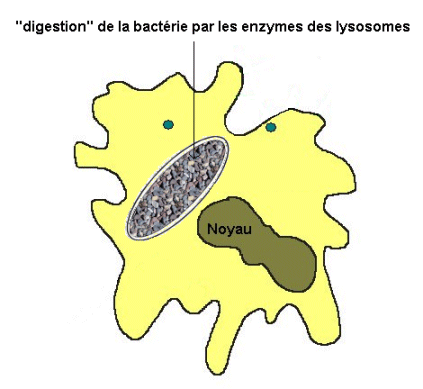 "digestion" de la bactérie par les enzymes des lysosomes
Noyau